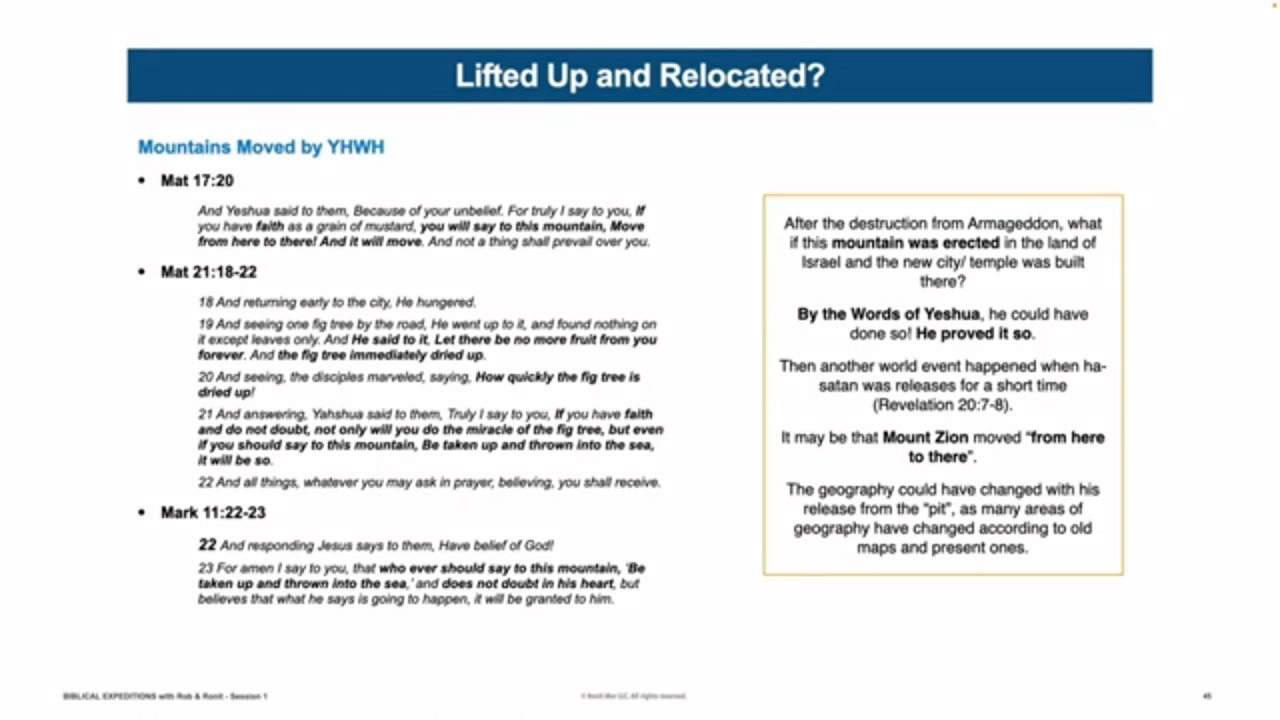 Lifted Up and Relocated?
Mountains Moved by YHWH
• Mat 17:20
And Yeshua said to them, Because of your unbelief. For truly I say to you, If
you have faith as a grain of mustard, you will say to this mountain, Move
from here to there! And it will move. And not a thing shall prevail over you.
• Mat 21:18-22
18 And returning early to the city, He hungered.
19 And seeing one fig tree by the road, He went up to it, and found nothing on
it except leaves only. And He said to it, Let there be no more fruit from you
forever. And the fig tree immediately dried up.
20 And seeing, the disciples marveled, saying, How quickly the fig tree is
dried up!
21 And answering, Yahshua said to them, Truly I say to you, If you have faith
and do not doubt, not only will you do the miracle of the fig tree, but even
if you should say to this mountain, Be taken up and thrown into the sea,
it will be so.
22 And all things, whatever you may ask in prayer, believing, you shall receive.
• Mark 11:22-23
22 And responding Jesus says to them, Have belief of God!
23 For amen I say to you, that who ever should say to this mountain, 'Be
taken up and thrown into the sea,' and does not doubt in his heart, but
believes that what he says is going to happen, it will be granted to him.
After the destruction from Armageddon, what
if this mountain was erected in the land of
Israel and the new city/ temple was built
there?
By the Words of Yeshua, he could have
done so! He proved it so.
Then another world event happened when ha-
satan was releases for a short time
(Revelation 20:7-8).
It may be that Mount Zion moved "from here
to there".
The geography could have changed with his
release from the "pit", as many areas of
geography have changed according to old
maps and present ones.
BIBLICAL EXPEDITIONS with Rob & Ronit - Session 1
© Ronit Mor LLC. All rights reserved.
45